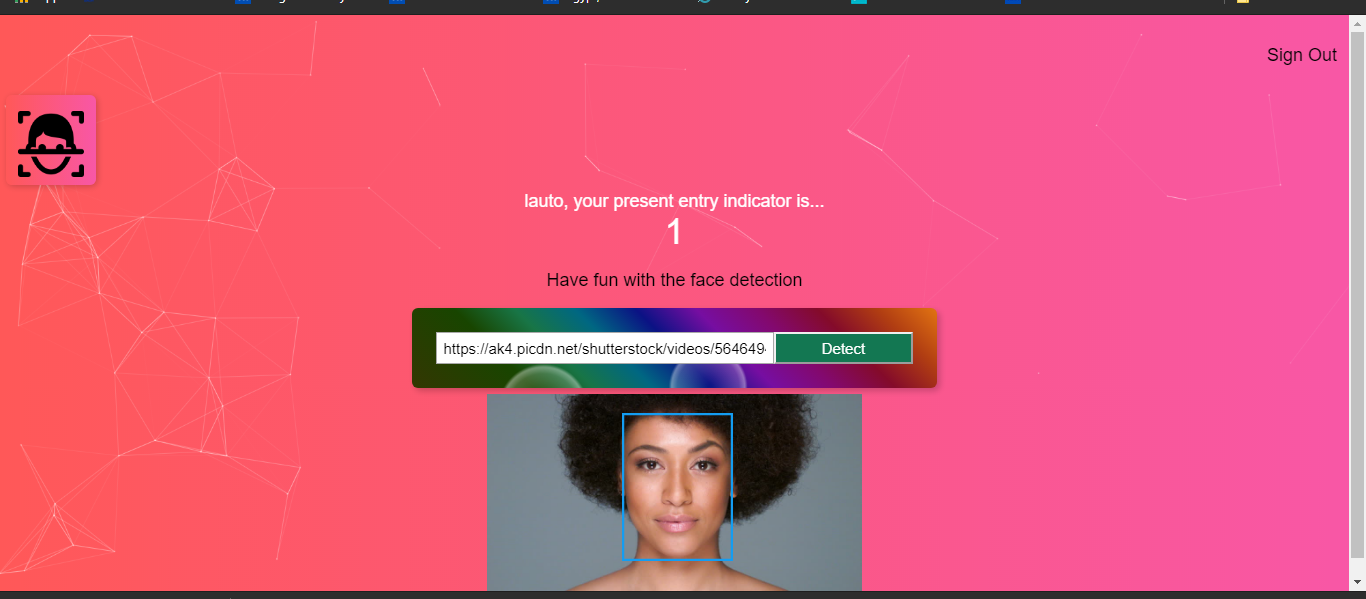 Sign Out
lauto, your present entry indicator is...
1
Have fun with the face detection
https://ak4.picdn.net/shutterstock/videos/564649
Detect